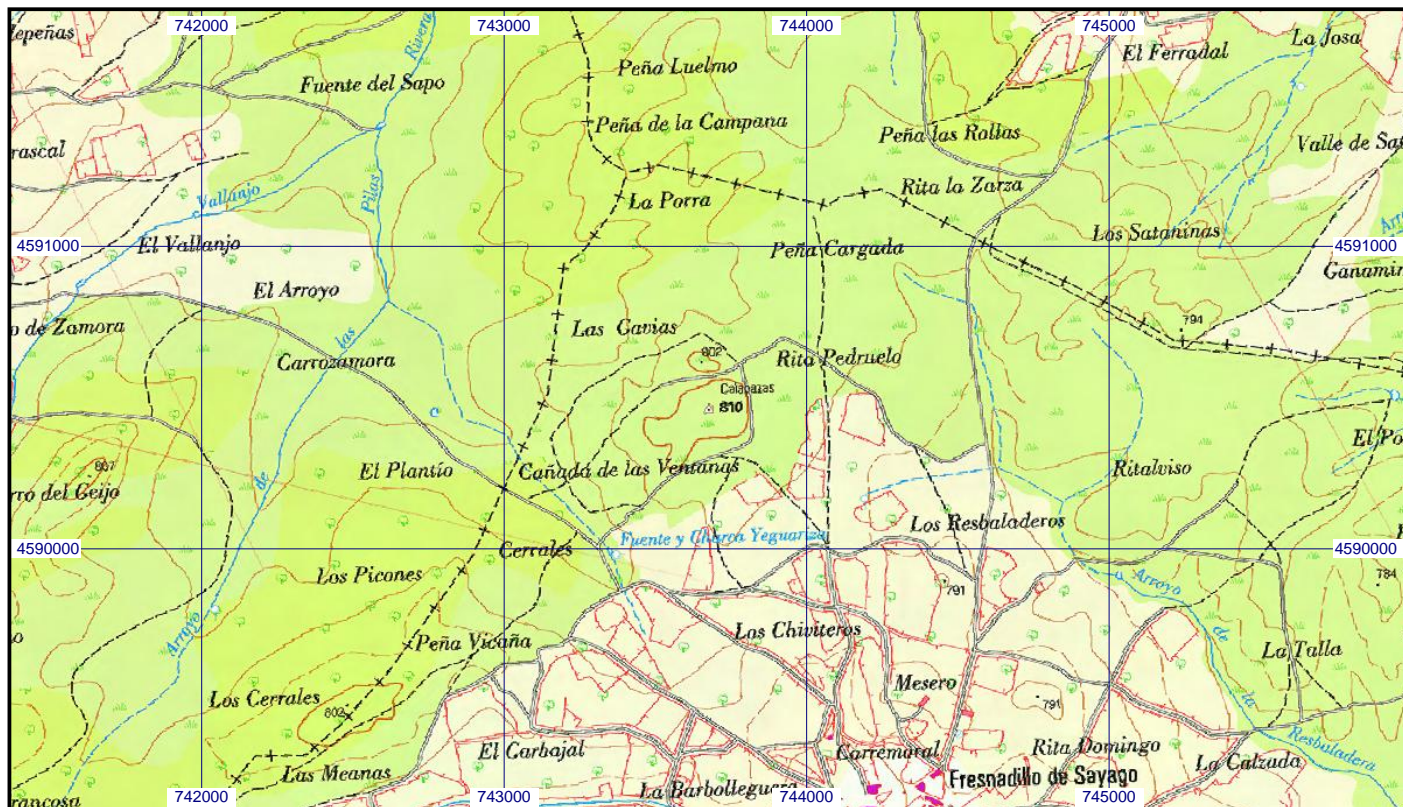 742000
743000
744000
745000
lepeñas
Fuente del Sapo
Rivera
Peña Luelmo
El Ferradal
La Josa
Peña de la Campana
Peña las Rollas
rascal
Valle de Sa
Vallanjo
Pilas
La Porra
Rita la Zarza
4591000
El Vallanjo
Peña Cargada
Los Sataninas
4591000
Ganamin
El Arroyo
o de Zamora
las
Las Gavias
794
Carrozamora
802
Rita Pedruelo
Calabazas
810
El Plantío
Cañada de las Ventanas
Ritalviso
El Po
807
rro del Geijo
de
Los Resbaladeros
4590000
Cerrales
Fuente y Charca Yeguariza
4590000
Los Picones
791
Arroyo
784
Arroyo
Peña Vicaña
Los Chiviteros
de
La Talla
Los Cerrales
802
Mesero
791
la
El Carbajal
Corremoral
Rita Domingo
Resbaladera
Las Meanas
La Barbolleguera
Fresnadillo de Sayago
La Calzada
rancosa
742000
743000
744000
745000